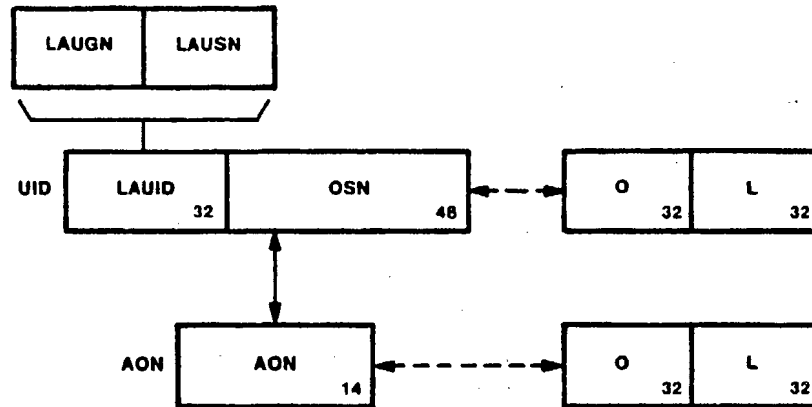 LAUGN LAUSN
UID LAUID 32 OSN 48 O 32 L 32
AON AON 14 O 32 L 32